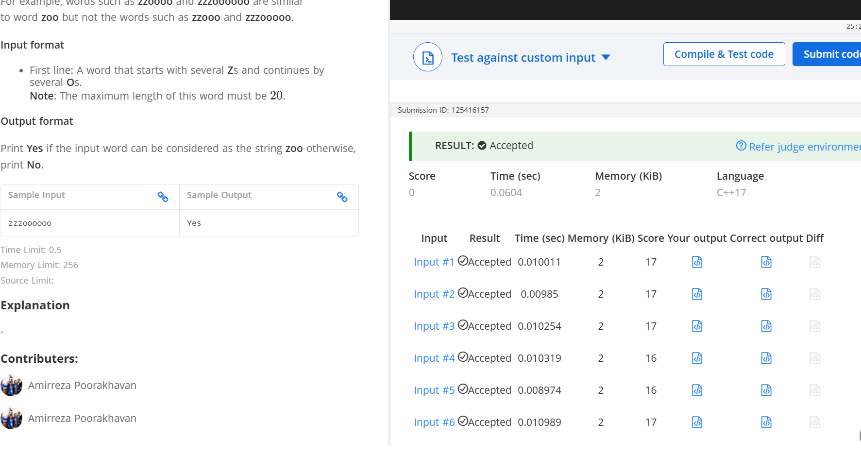 For example, words such as zzoooo and zzzoooooo are similar
to word zoo but not the words such as zzooo and zzzooooo.
Input format
First line: A word that starts with several Zs and continues by
several Os.
Note: The maximum length of this word must be 20.
Output format
Print Yes if the input word can be considered as the string zoo otherwise,
print No.
Sample Input
Sample Output
zzzoooooo
Yes
Time Limit: 0.5
Memory Limit: 256
Source Limit:
Explanation
-
Contributers:
Amirreza Poorakhavan
Amirreza Poorakhavan
Test against custom input
Compile & Test code
Submission ID: 125416157
RESULT: Accepted
Score Time (sec) Memory (KiB) Language
0 0.0604 2 C++17
Input Result Time (sec) Memory (KiB) Score Your output Correct output Diff
Input #1 Accepted 0.010011 2 17
Input #2 Accepted 0.00985 2 17
Input #3 Accepted 0.010254 2 17
Input #4 Accepted 0.010319 2 16
Input #5 Accepted 0.008974 2 16
Input #6 Accepted 0.010989 2 17